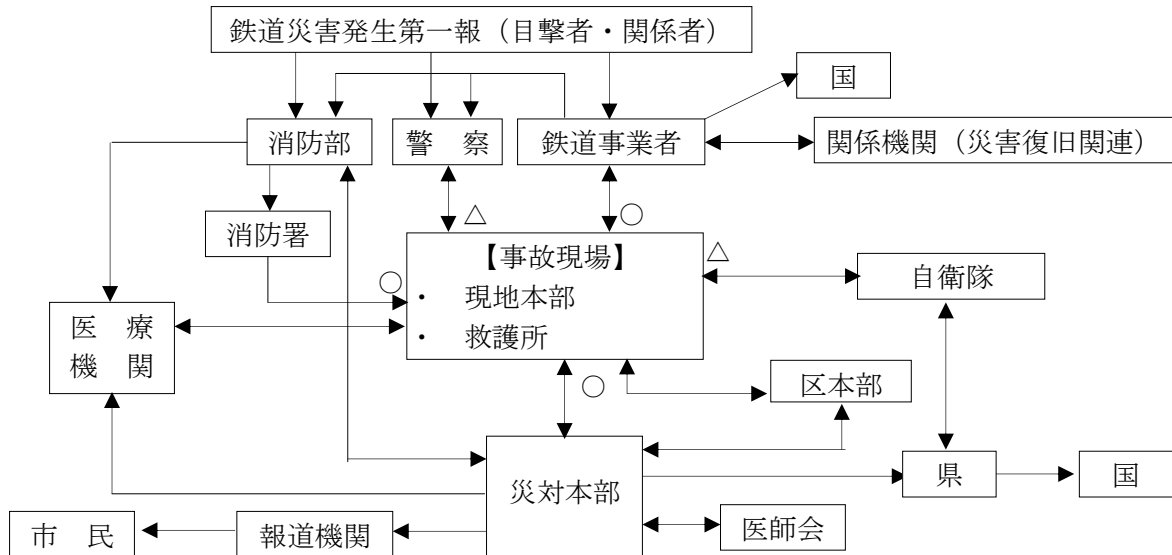 鉄道災害発生第一報（目撃者・関係者）
国
消防部
警　察
鉄道事業者
関係機関（災害復旧関連）
消防署
△
○
【事故現場】
・　現地本部
・　救護所
○
△
自衛隊
医　療
機　関
○
区本部
災対本部
県
国
市　民
報道機関
医師会